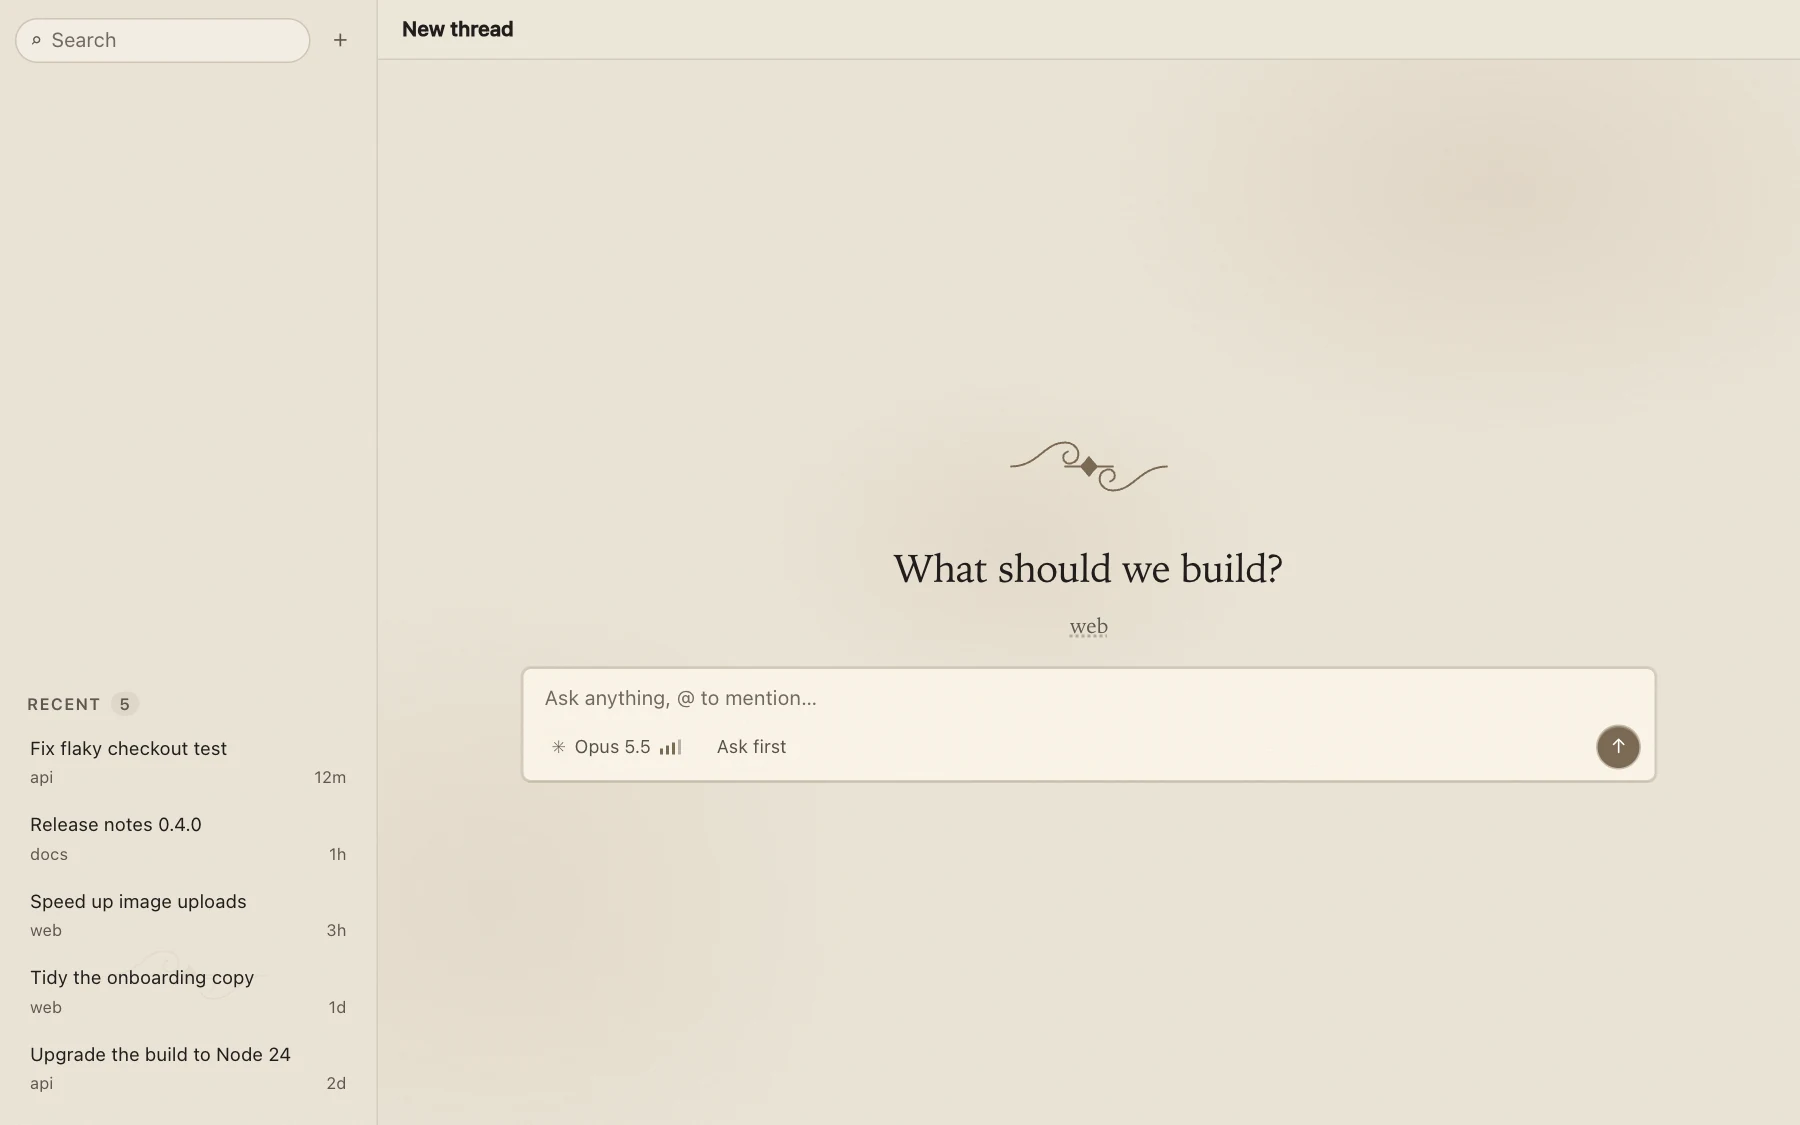 Search
+
New thread
What should we build?
web
Ask anything, @ to mention...
Opus 5.5
Ask first
RECENT 5
Fix flaky checkout test
api 12m
Release notes 0.4.0
docs 1h
Speed up image uploads
web 3h
Tidy the onboarding copy
web 1d
Upgrade the build to Node 24
api 2d